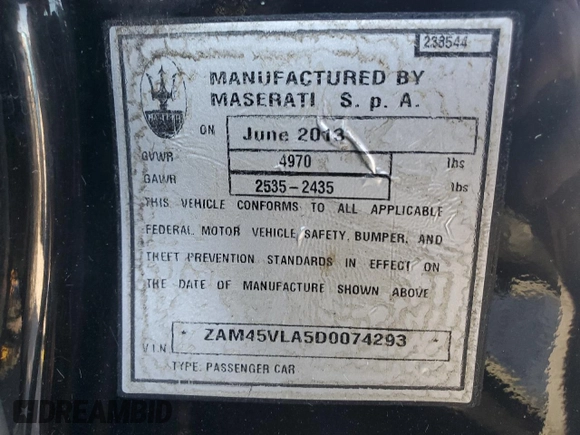 238544
MASERATI
MANUFACTURED BY
MASERATI S. p. A.
ON June 2013
GVWR 4970 lbs
GAWR 2535-2435 lbs
THIS VEHICLE CONFORMS TO ALL APPLICABLE
FEDERAL MOTOR VEHICLE SAFETY, BUMPER, AND
THEFT PREVENTION STANDARDS IN EFFECT ON
THE DATE OF MANUFACTURE SHOWN ABOVE
V.I.N. * ZAM45VLA5D0074293 *
TYPE: PASSENGER CAR
DREAMBID